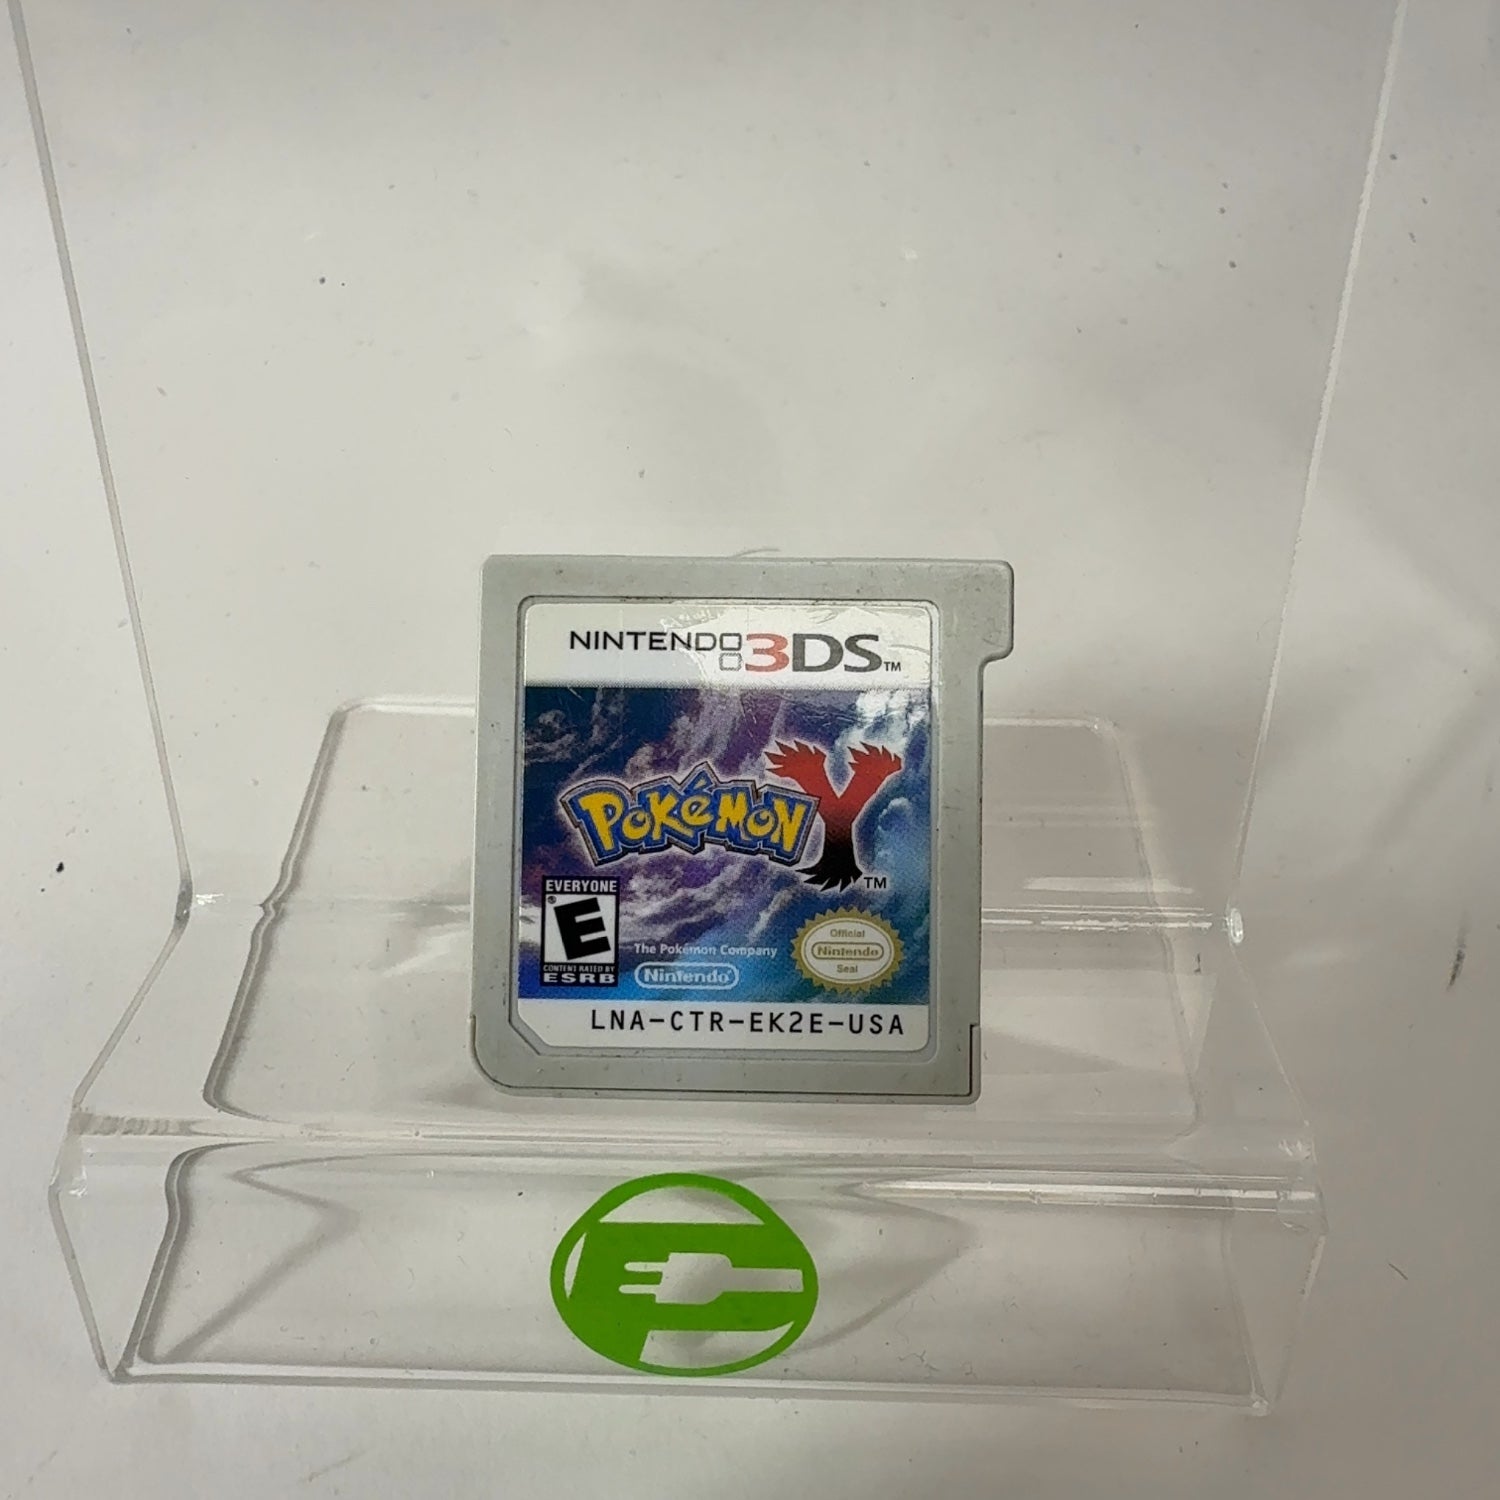 NINTENDO 3DS™
POKéMON Y™
EVERYONE
E
CONTENT RATED BY
ESRB
The Pokémon Company
Nintendo®
Official
Nintendo
Seal
LNA-CTR-EK2E-USA